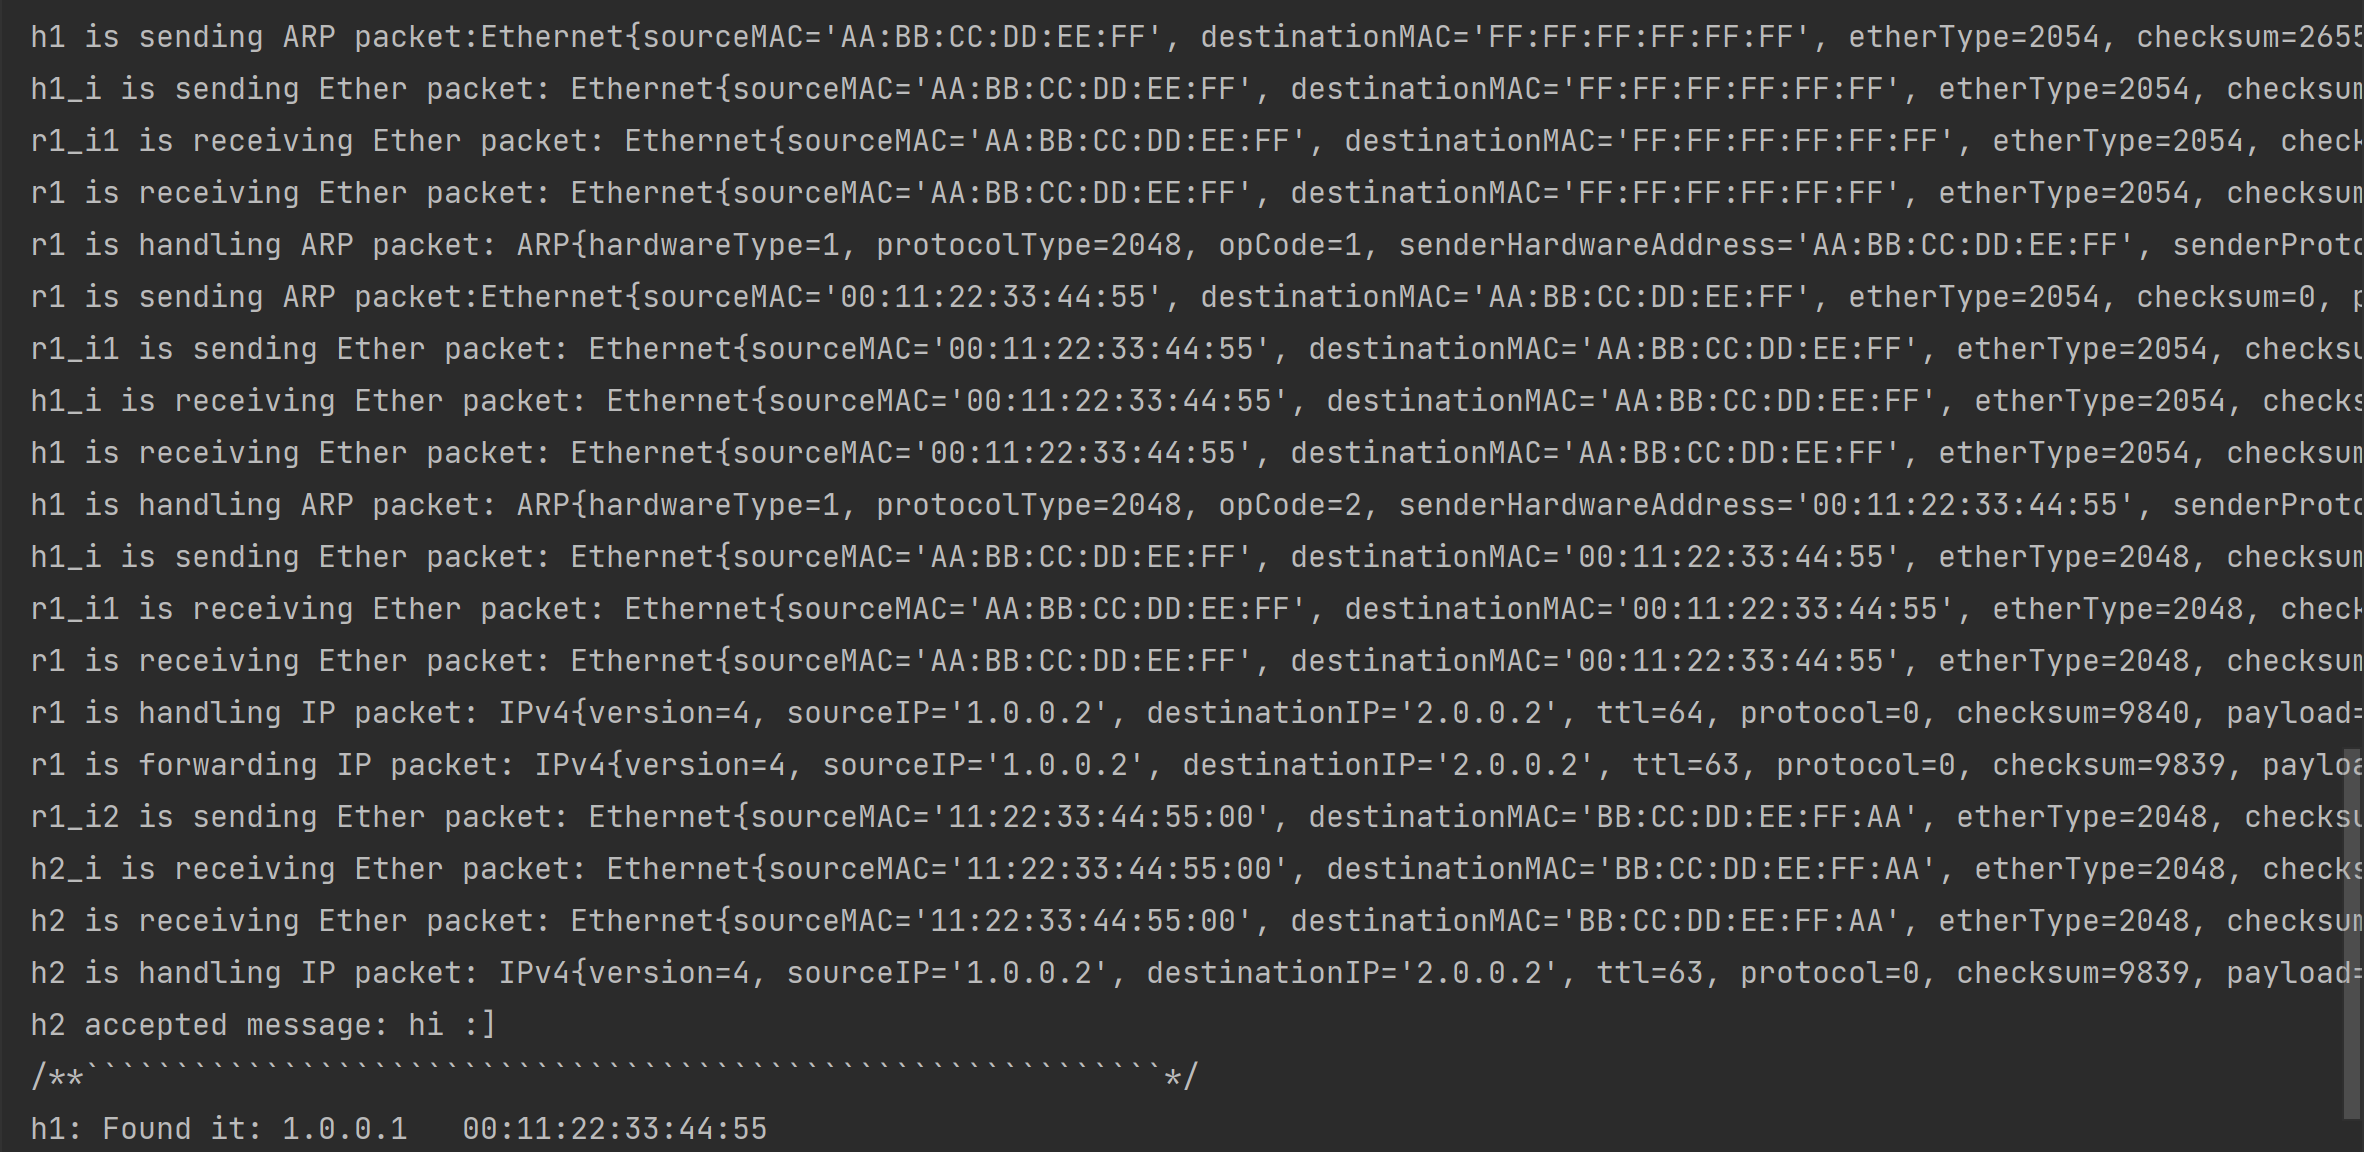 h1 is sending ARP packet:Ethernet{sourceMAC='AA:BB:CC:DD:EE:FF', destinationMAC='FF:FF:FF:FF:FF:FF', etherType=2054, checksum=2655
h1_i is sending Ether packet: Ethernet{sourceMAC='AA:BB:CC:DD:EE:FF', destinationMAC='FF:FF:FF:FF:FF:FF', etherType=2054, checksum
r1_i1 is receiving Ether packet: Ethernet{sourceMAC='AA:BB:CC:DD:EE:FF', destinationMAC='FF:FF:FF:FF:FF:FF', etherType=2054, check
r1 is receiving Ether packet: Ethernet{sourceMAC='AA:BB:CC:DD:EE:FF', destinationMAC='FF:FF:FF:FF:FF:FF', etherType=2054, checksum
r1 is handling ARP packet: ARP{hardwareType=1, protocolType=2048, opCode=1, senderHardwareAddress='AA:BB:CC:DD:EE:FF', senderProto
r1 is sending ARP packet:Ethernet{sourceMAC='00:11:22:33:44:55', destinationMAC='AA:BB:CC:DD:EE:FF', etherType=2054, checksum=0, p
r1_i1 is sending Ether packet: Ethernet{sourceMAC='00:11:22:33:44:55', destinationMAC='AA:BB:CC:DD:EE:FF', etherType=2054, checksu
h1_i is receiving Ether packet: Ethernet{sourceMAC='00:11:22:33:44:55', destinationMAC='AA:BB:CC:DD:EE:FF', etherType=2054, checks
h1 is receiving Ether packet: Ethernet{sourceMAC='00:11:22:33:44:55', destinationMAC='AA:BB:CC:DD:EE:FF', etherType=2054, checksum
h1 is handling ARP packet: ARP{hardwareType=1, protocolType=2048, opCode=2, senderHardwareAddress='00:11:22:33:44:55', senderProto
h1_i is sending Ether packet: Ethernet{sourceMAC='AA:BB:CC:DD:EE:FF', destinationMAC='00:11:22:33:44:55', etherType=2048, checksum
r1_i1 is receiving Ether packet: Ethernet{sourceMAC='AA:BB:CC:DD:EE:FF', destinationMAC='00:11:22:33:44:55', etherType=2048, check
r1 is receiving Ether packet: Ethernet{sourceMAC='AA:BB:CC:DD:EE:FF', destinationMAC='00:11:22:33:44:55', etherType=2048, checksum
r1 is handling IP packet: IPv4{version=4, sourceIP='1.0.0.2', destinationIP='2.0.0.2', ttl=64, protocol=0, checksum=9840, payload=
r1 is forwarding IP packet: IPv4{version=4, sourceIP='1.0.0.2', destinationIP='2.0.0.2', ttl=63, protocol=0, checksum=9839, payloa
r1_i2 is sending Ether packet: Ethernet{sourceMAC='11:22:33:44:55:00', destinationMAC='BB:CC:DD:EE:FF:AA', etherType=2048, checksu
h2_i is receiving Ether packet: Ethernet{sourceMAC='11:22:33:44:55:00', destinationMAC='BB:CC:DD:EE:FF:AA', etherType=2048, checks
h2 is receiving Ether packet: Ethernet{sourceMAC='11:22:33:44:55:00', destinationMAC='BB:CC:DD:EE:FF:AA', etherType=2048, checksum
h2 is handling IP packet: IPv4{version=4, sourceIP='1.0.0.2', destinationIP='2.0.0.2', ttl=63, protocol=0, checksum=9839, payload=
h2 accepted message: hi :]
/**````````````````````````````````````````````````````````````*/
h1: Found it: 1.0.0.1   00:11:22:33:44:55